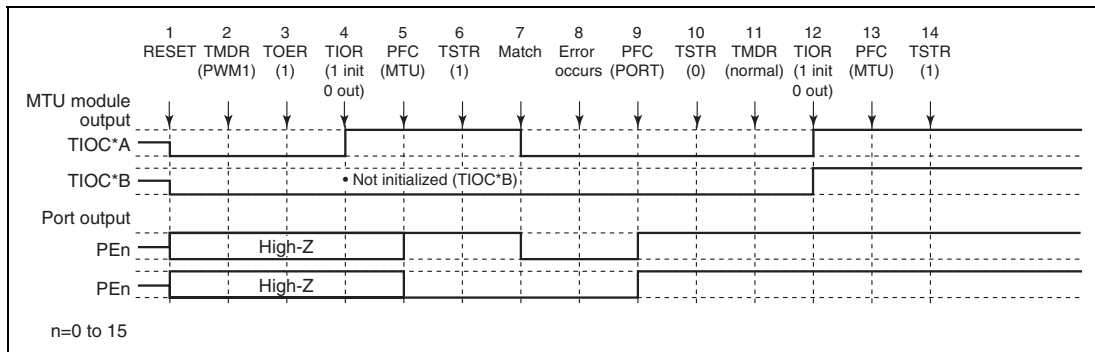 1 2 3 4 5 6 7 8 9 10 11 12 13 14
RESET TMDR TOER TIOR PFC TSTR Match Error PFC TSTR TMDR TIOR PFC TSTR
(PWM1) (1) (1 init (MTU) (1) occurs (PORT) (0) (normal) (1 init (MTU) (1)
0 out) 0 out)
MTU module
output
TIOC*A
TIOC*B
• Not initialized (TIOC*B)
Port output
PEn
High-Z
PEn
High-Z
n=0 to 15